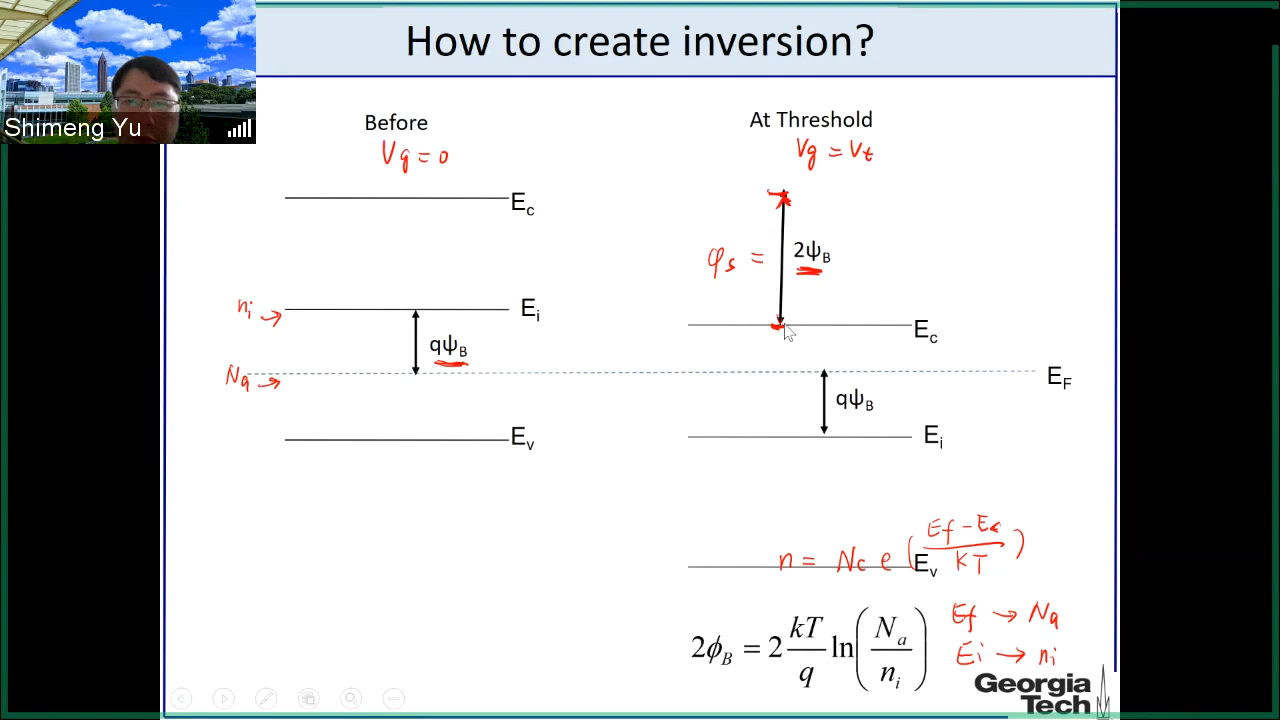 How to create inversion?
Shimeng Yu
Before
Vg = 0
At Threshold
Vg = Vt
Ec
φs = 2ψB
ni →
Ei
qψB
Ec
Na →
EF
qψB
Ev
Ei
n = Nc e^((Ef - Ec)/KT)
Ev
2ϕB = 2 kT/q ln(Na/ni)
Ef → Na
Ei → ni
Georgia
Tech